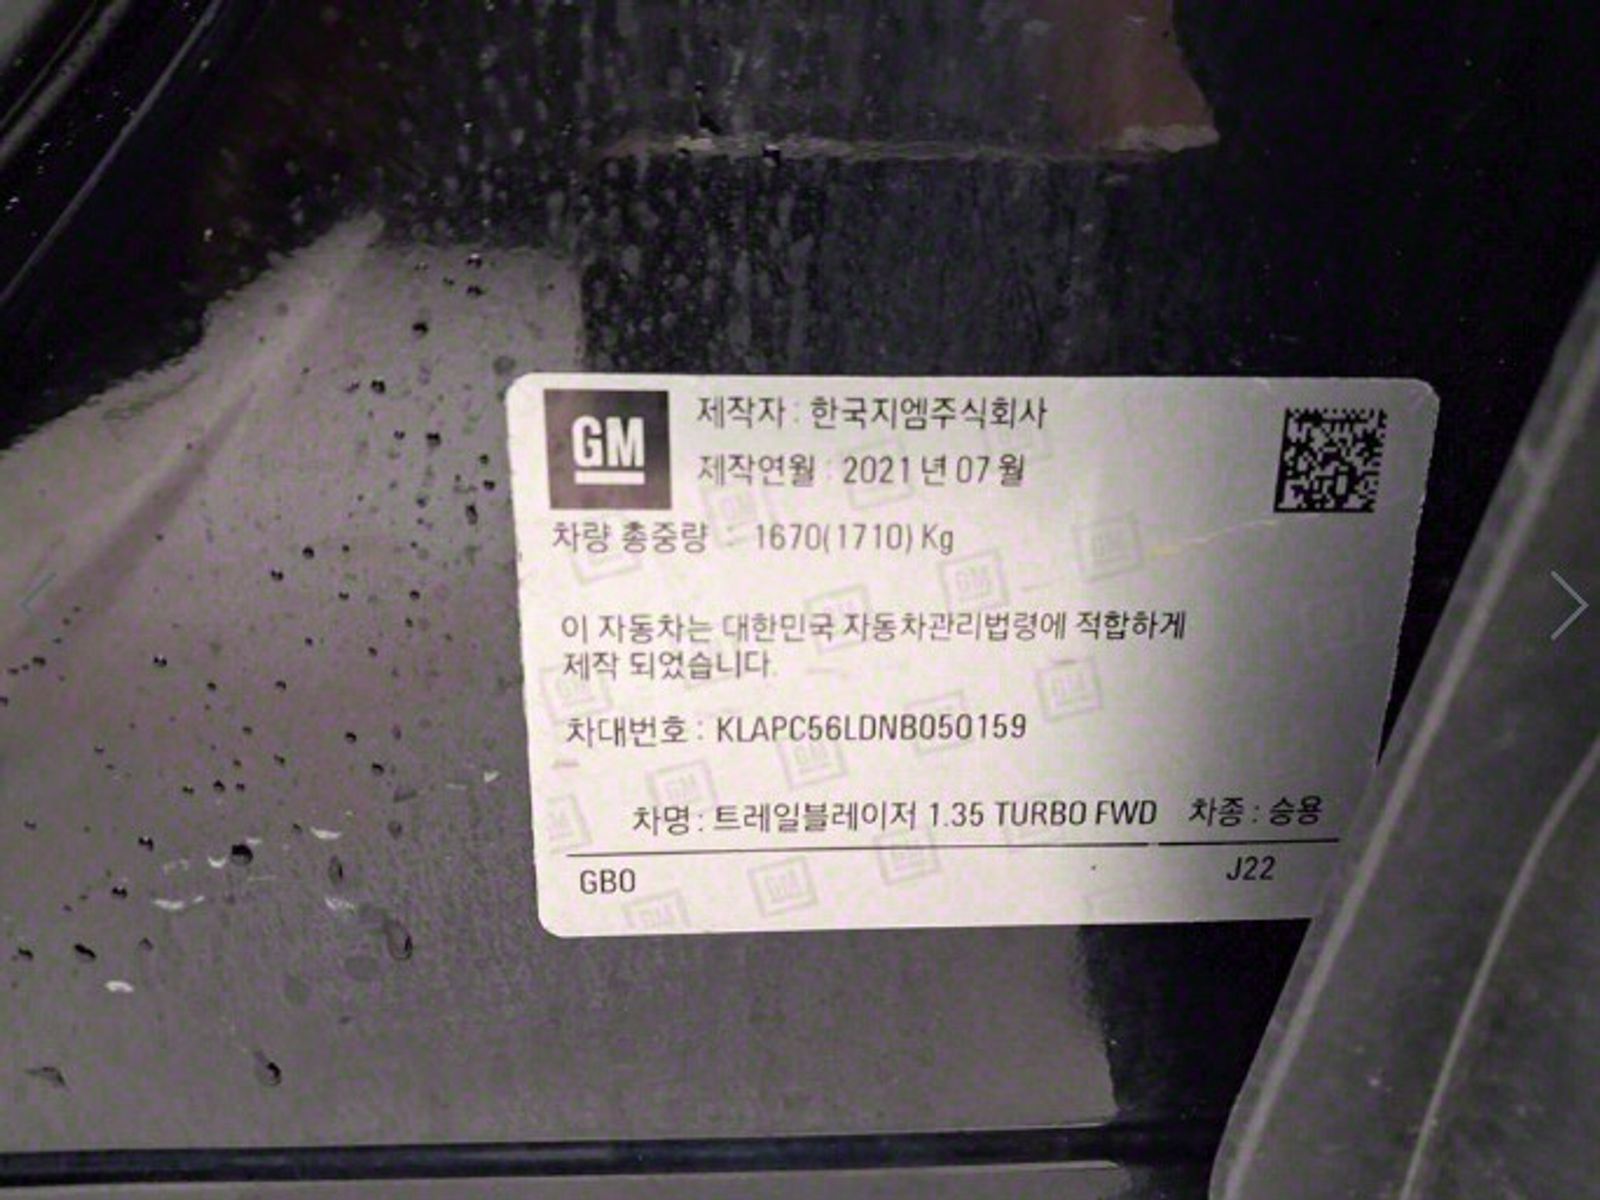 GM
제작자 : 한국지엠주식회사
제작연월 : 2021 년 07 월
차량 총중량 : 1670(1710) Kg
이 자동차는 대한민국 자동차관리법령에 적합하게
제작 되었습니다.
차대번호 : KLAPC56LDNB050159
차명 : 트레일블레이저 1.35 TURBO FWD 차종 : 승용
GB0 J22